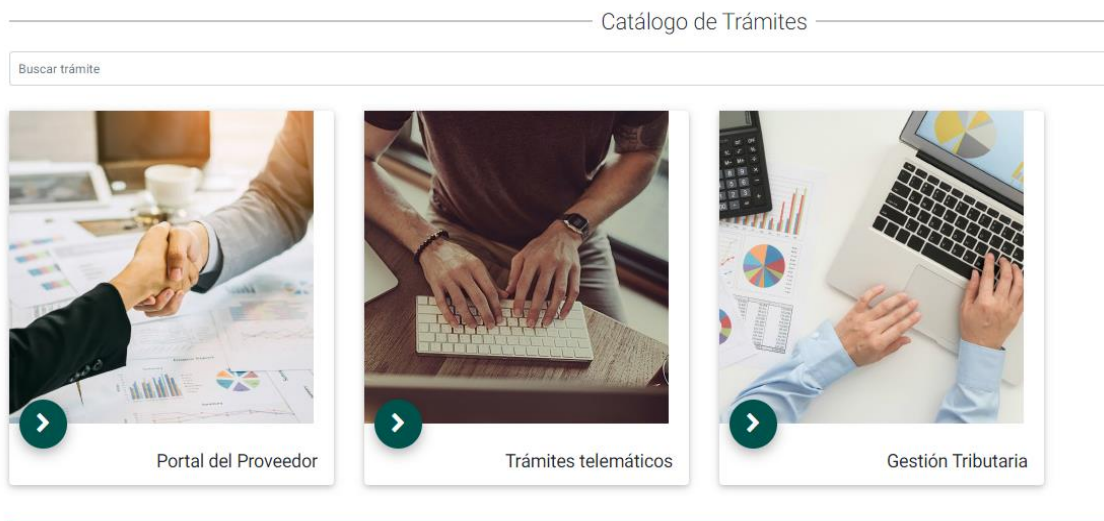 Catálogo de Trámites
Buscar trámite
Portal del Proveedor
Trámites telemáticos
Gestión Tributaria